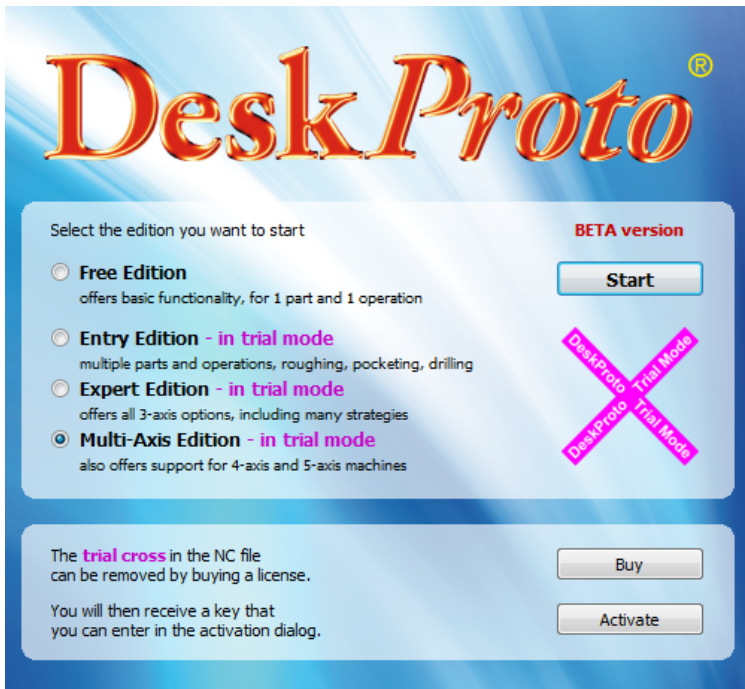 DeskProto®
Select the edition you want to start
BETA version
Free Edition
Start
offers basic functionality, for 1 part and 1 operation
Entry Edition - in trial mode
multiple parts and operations, roughing, pocketing, drilling
Expert Edition - in trial mode
offers all 3-axis options, including many strategies
Multi-Axis Edition - in trial mode
also offers support for 4-axis and 5-axis machines
DeskProto Trial Mode
DeskProto Trial Mode
The trial cross in the NC file
can be removed by buying a license.
Buy
You will then receive a key that
you can enter in the activation dialog.
Activate